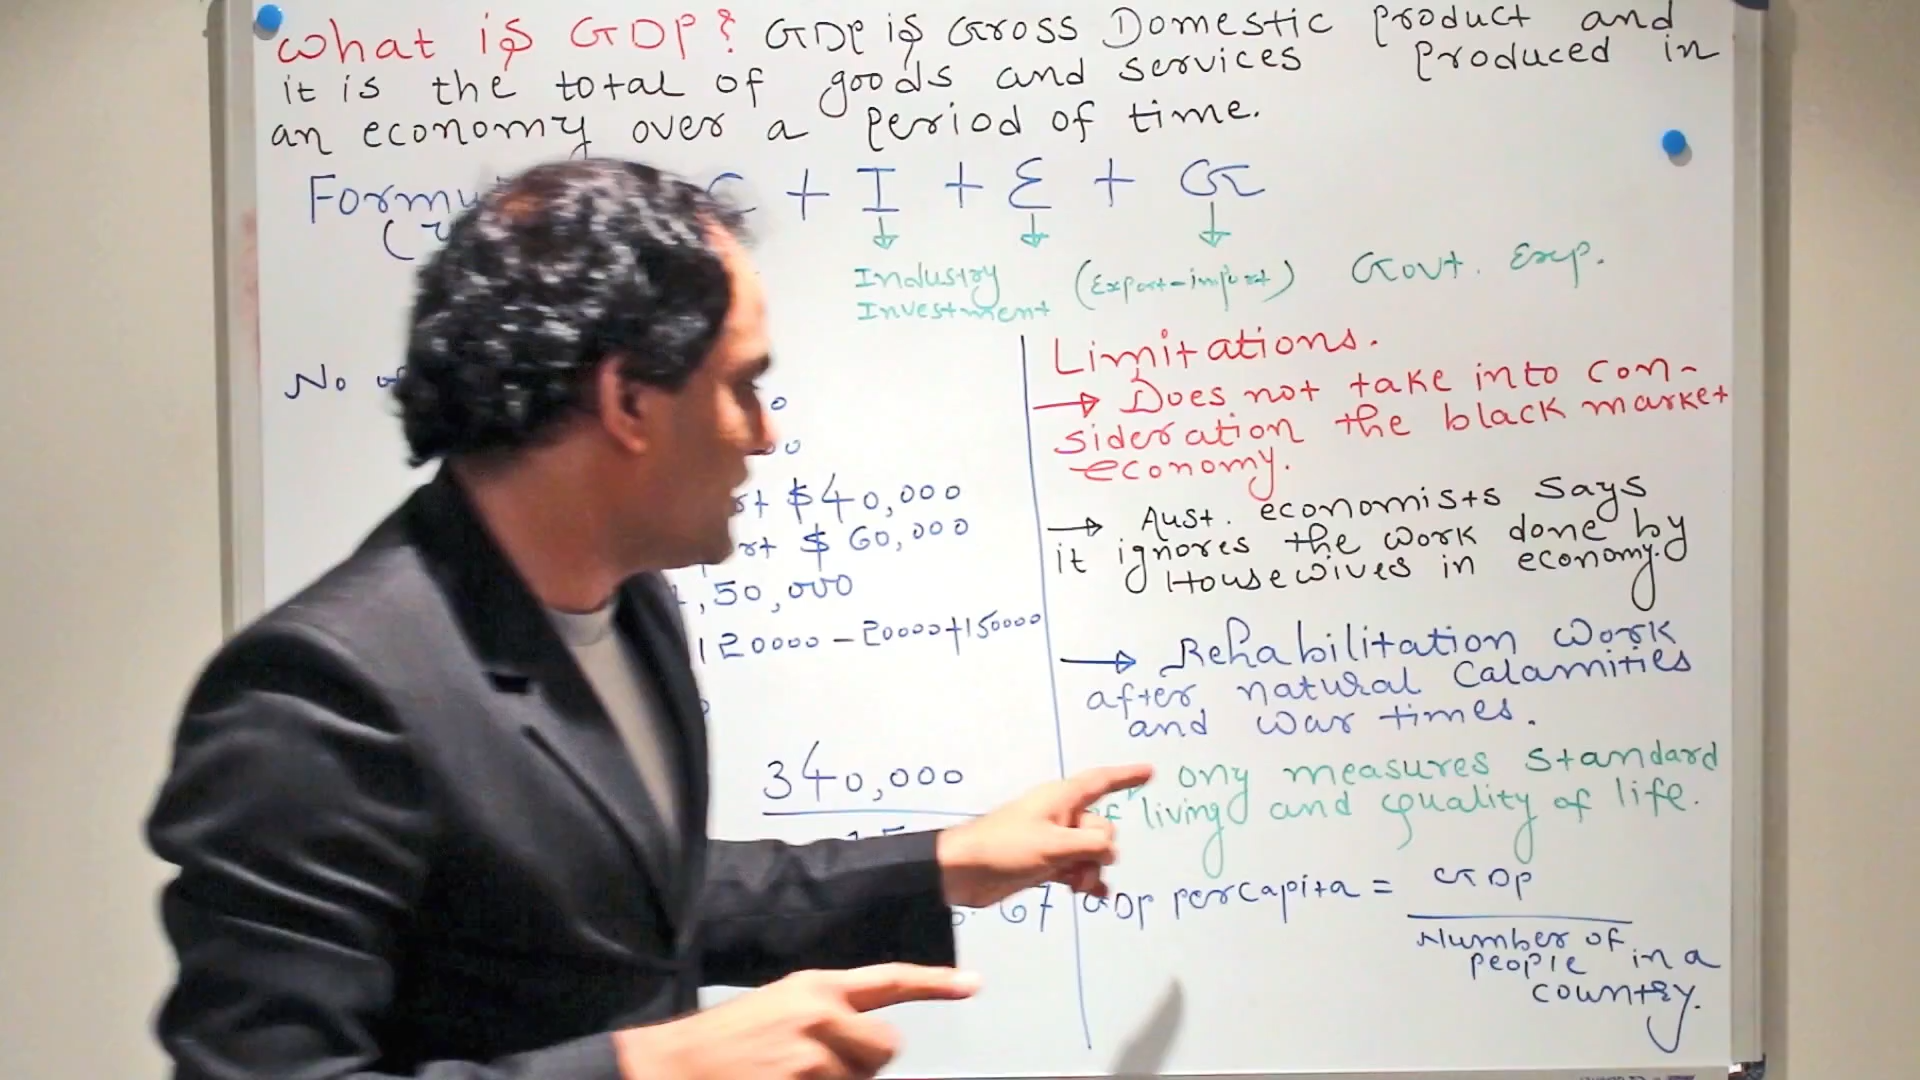 What is GDP? GDP is Gross Domestic Product and
it is the total of goods and services Produced in
an economy over a period of time.
C + I + E + G
Industry (Export-import) Govt. Exp.
Investment
No
$40,000
$ 60,000
,50,000
120000 - 20000+150000
340,000
67
Limitations.
→ Does not take into con-
sideration the black market
economy.
→ Aust. economists says
it ignores the work done by
Housewives in economy.
→ Rehabilitation work
after natural Calamities
and war times.
ony measures standard
of living and quality of life.
GDP percapita = GDP
Number of
people in a
country.